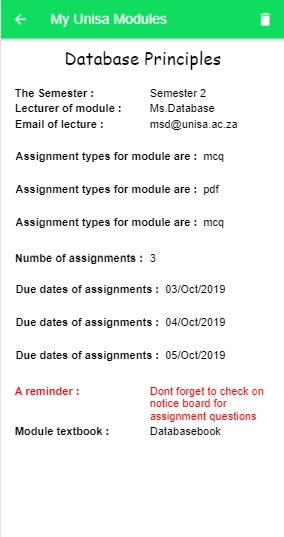 My Unisa Modules
Database Principles
The Semester : Semester 2
Lecturer of module : Ms.Database
Email of lecture : msd@unisa.ac.za
Assignment types for module are : mcq
Assignment types for module are : pdf
Assignment types for module are : mcq
Numbe of assignments : 3
Due dates of assignments : 03/Oct/2019
Due dates of assignments : 04/Oct/2019
Due dates of assignments : 05/Oct/2019
A reminder : Dont forget to check on
notice board for
assignment questions
Module textbook : Databasebook